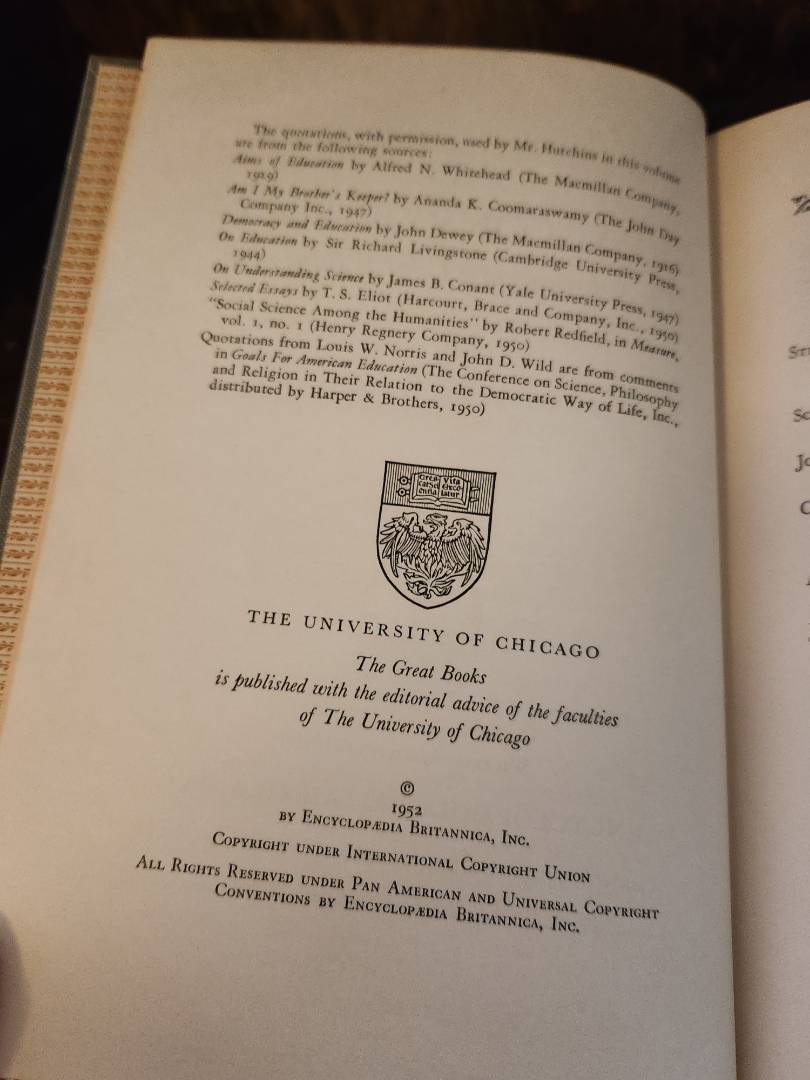 The quotations, with permission, used by Mr. Hutchins in this volume
are from the following sources:
Aims of Education by Alfred N. Whitehead (The Macmillan Company,
1929)
Am I My Brother's Keeper? by Ananda K. Coomaraswamy (The John Day
Company Inc., 1947)
Democracy and Education by John Dewey (The Macmillan Company, 1916)
On Education by Sir Richard Livingstone (Cambridge University Press,
1944)
On Understanding Science by James B. Conant (Yale University Press, 1947)
Selected Essays by T. S. Eliot (Harcourt, Brace and Company, Inc., 1950)
"Social Science Among the Humanities" by Robert Redfield, in Measure,
vol. 1, no. 1 (Henry Regnery Company, 1950)
Quotations from Louis W. Norris and John D. Wild are from comments
in Goals For American Education (The Conference on Science, Philosophy
and Religion in Their Relation to the Democratic Way of Life, Inc.,
distributed by Harper & Brothers, 1950)
Cres Vita
cat Sci Exco
entia latur
THE UNIVERSITY OF CHICAGO
The Great Books
is published with the editorial advice of the faculties
of The University of Chicago
©
1952
BY ENCYCLOPÆDIA BRITANNICA, INC.
COPYRIGHT UNDER INTERNATIONAL COPYRIGHT UNION
ALL RIGHTS RESERVED UNDER PAN AMERICAN AND UNIVERSAL COPYRIGHT
CONVENTIONS BY ENCYCLOPÆDIA BRITANNICA, INC.